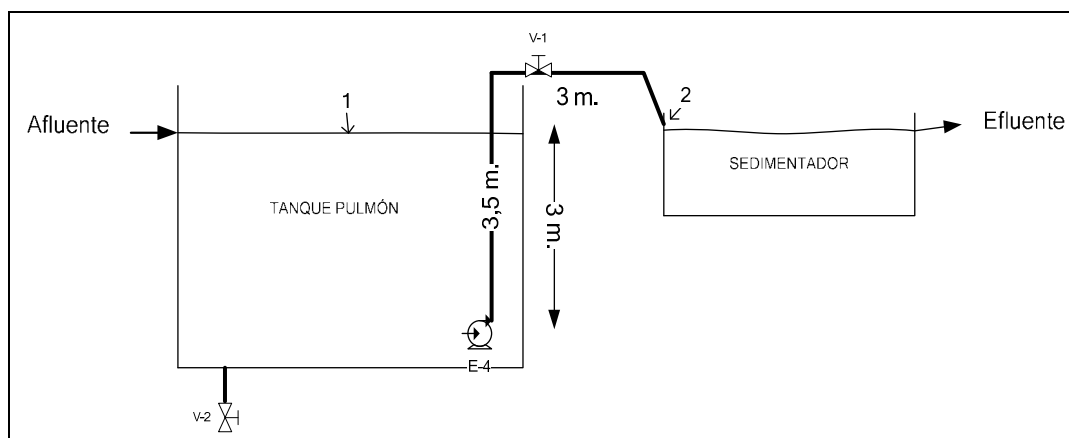 V-1
1
3 m.
2
Afluente
Efluente
SEDIMENTADOR
3,5 m.
3 m.
TANQUE PULMÓN
E-4
V-2